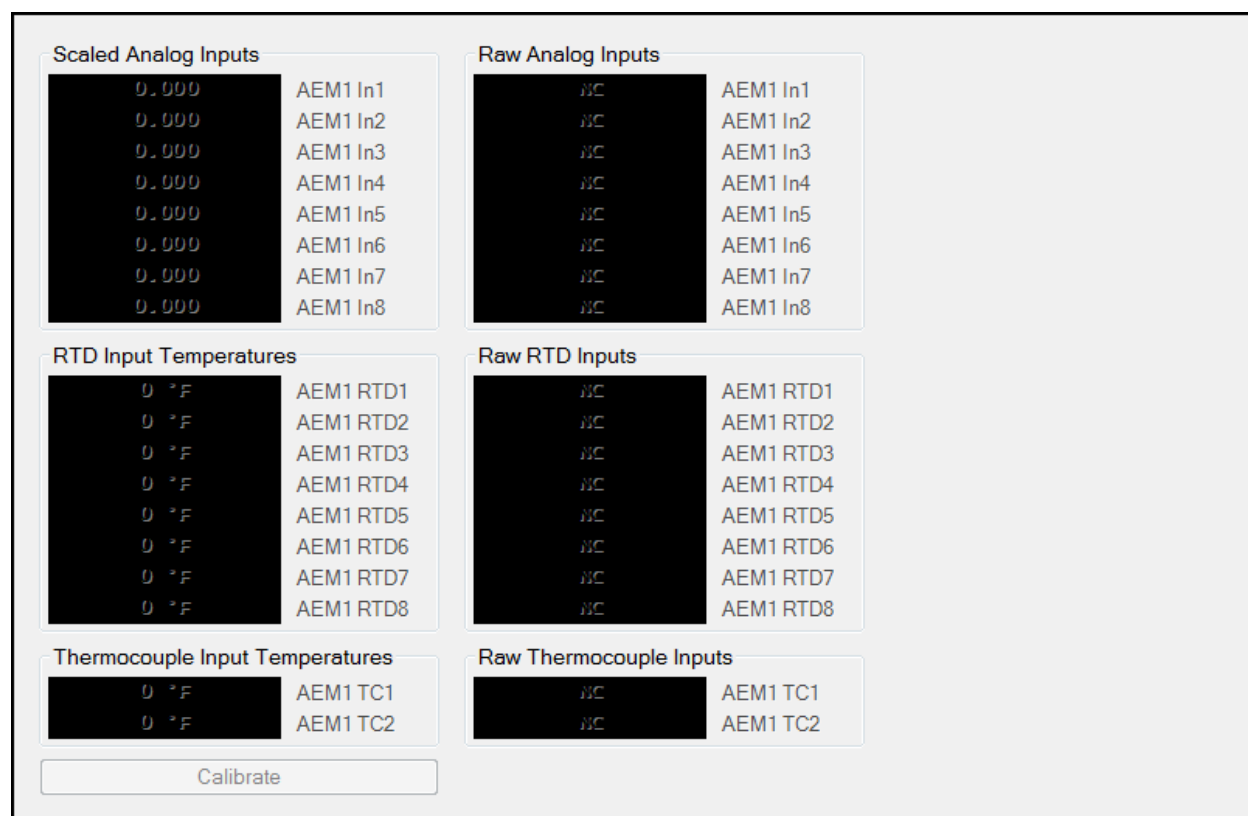 Scaled Analog Inputs
0.000 AEM1 In1
0.000 AEM1 In2
0.000 AEM1 In3
0.000 AEM1 In4
0.000 AEM1 In5
0.000 AEM1 In6
0.000 AEM1 In7
0.000 AEM1 In8
Raw Analog Inputs
NC AEM1 In1
NC AEM1 In2
NC AEM1 In3
NC AEM1 In4
NC AEM1 In5
NC AEM1 In6
NC AEM1 In7
NC AEM1 In8
RTD Input Temperatures
0 °F AEM1 RTD1
0 °F AEM1 RTD2
0 °F AEM1 RTD3
0 °F AEM1 RTD4
0 °F AEM1 RTD5
0 °F AEM1 RTD6
0 °F AEM1 RTD7
0 °F AEM1 RTD8
Raw RTD Inputs
NC AEM1 RTD1
NC AEM1 RTD2
NC AEM1 RTD3
NC AEM1 RTD4
NC AEM1 RTD5
NC AEM1 RTD6
NC AEM1 RTD7
NC AEM1 RTD8
Thermocouple Input Temperatures
0 °F AEM1 TC1
0 °F AEM1 TC2
Raw Thermocouple Inputs
NC AEM1 TC1
NC AEM1 TC2
Calibrate